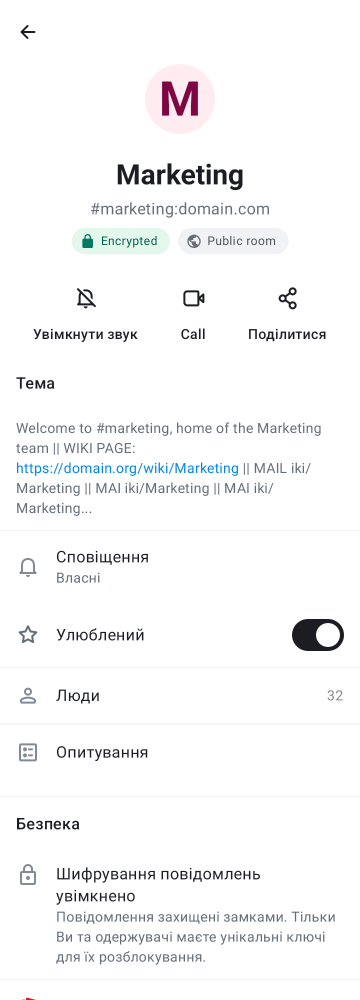 M
Marketing
#marketing:domain.com
Encrypted
Public room
Увімкнути звук
Call
Поділитися
Тема
Welcome to #marketing, home of the Marketing
team || WIKI PAGE:
https://domain.org/wiki/Marketing || MAIL iki/
Marketing || MAI iki/Marketing || MAI iki/
Marketing...
Сповіщення
Власні
Улюблений
Люди
32
Опитування
Безпека
Шифрування повідомлень
увімкнено
Повідомлення захищені замками. Тільки
Ви та одержувачі маєте унікальні ключі
для їх розблокування.